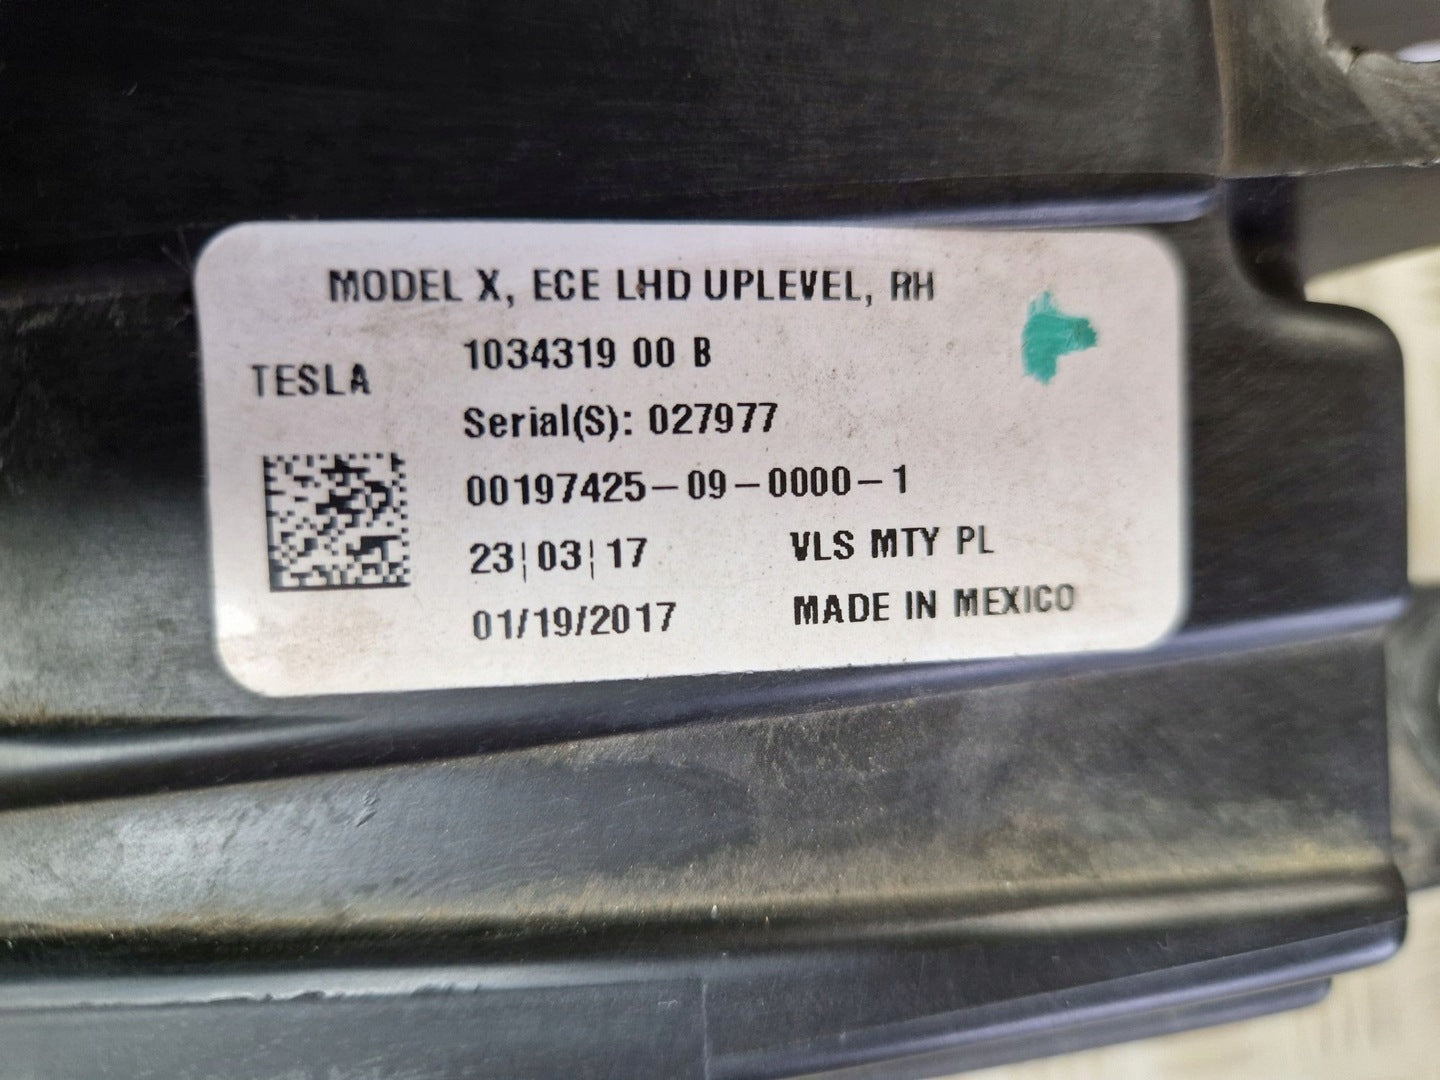 MODEL X, ECE LHD UPLEVEL, RH
1034319 00 B
TESLA
Serial(S): 027977
00197425-09-0000-1
23|03|17 VLS MTY PL
01/19/2017 MADE IN MEXICO